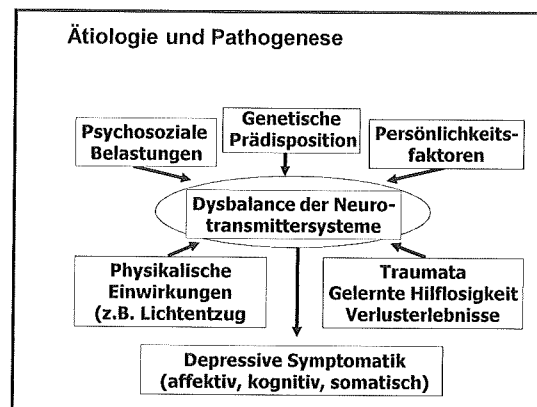 Ätiologie und Pathogenese
Genetische
Prädisposition
Psychosoziale
Belastungen
Persönlichkeits-
faktoren
Dysbalance der Neuro-
transmittersysteme
Physikalische
Einwirkungen
(z.B. Lichtentzug
Traumata
Gelernte Hilflosigkeit
Verlusterlebnisse
Depressive Symptomatik
(affektiv, kognitiv, somatisch)